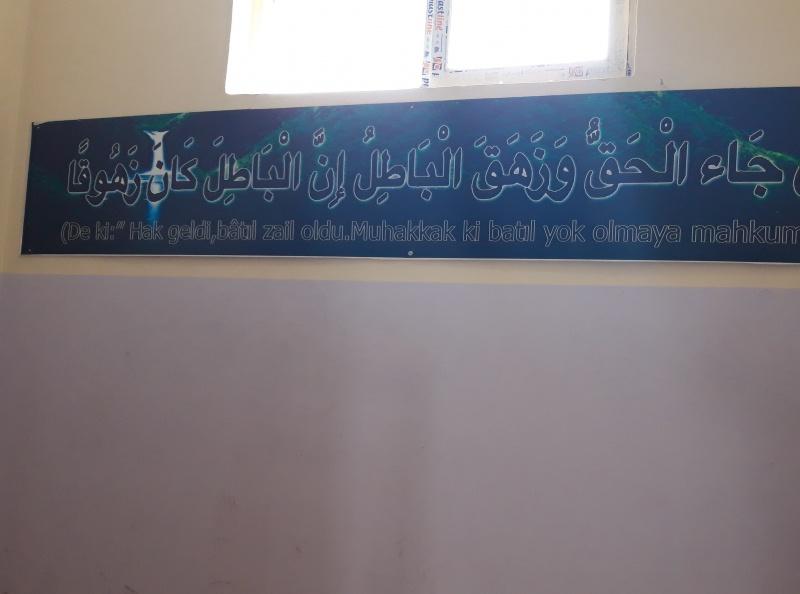 جَاء الْحَقُّ وَزَهَقَ الْبَاطِلُ إِنَّ الْبَاطِلَ كَانَ زَهُوقًا
(De ki:" Hak geldi,bâtıl zail oldu.Muhakkak ki batıl yok olmaya mahkum